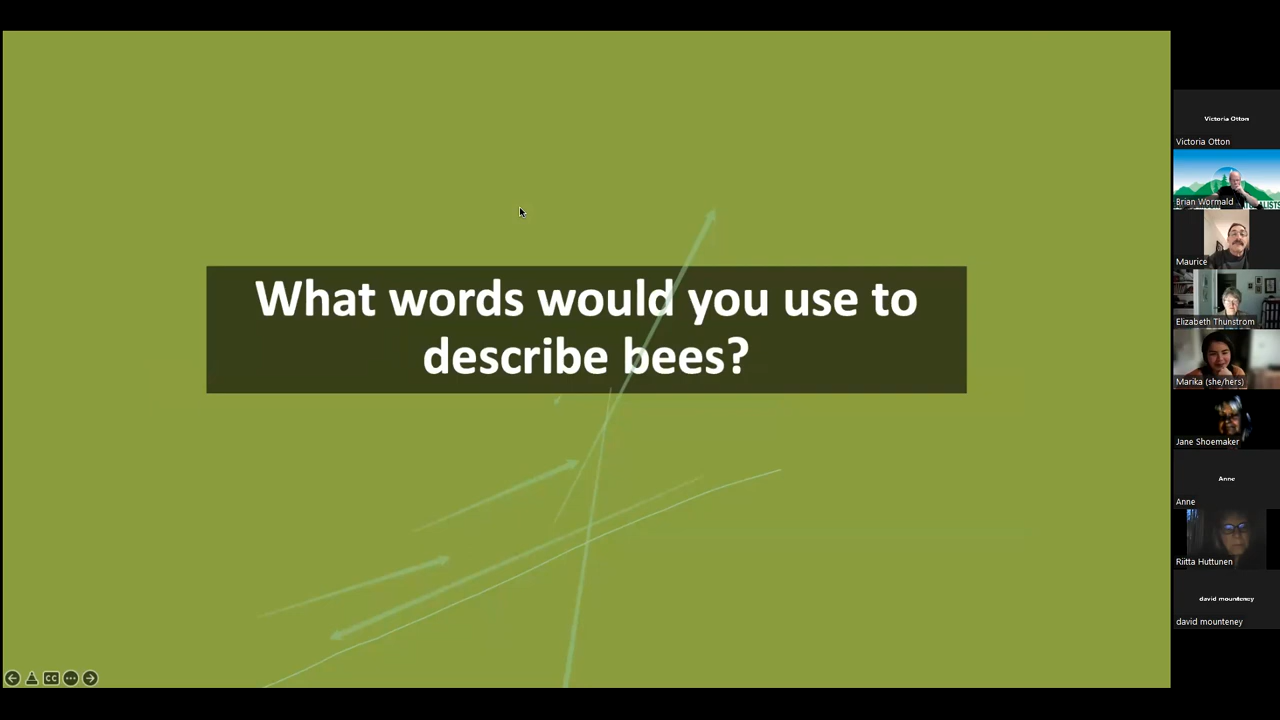 What words would you use to
describe bees?
CC
Victoria Otton
Victoria Otton
Brian Wormald
Maurice
Elizabeth Thunstrom
Marika (she/hers)
Jane Shoemaker
Anne
Anne
Riitta Huttunen
david mounteney
david mounteney